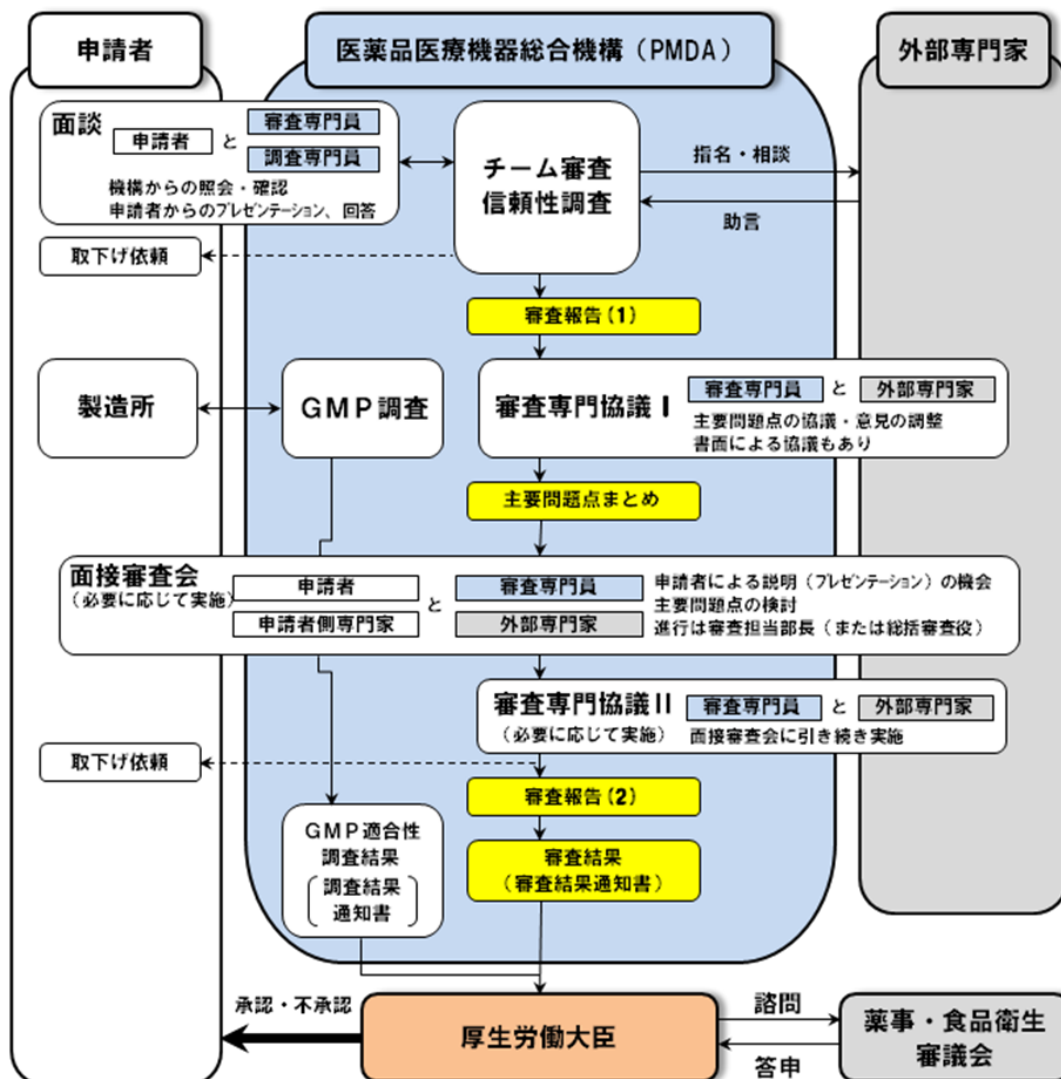 申請者
医薬品医療機器総合機構(PMDA)
外部専門家
面談
申請者 と 審査専門員
調査専門員
機構からの照会・確認
申請者からのプレゼンテーション、回答
チーム審査
信頼性調査
指名・相談
助言
取下げ依頼
審査報告(1)
製造所
GMP調査
審査専門協議Ⅰ
審査専門員 と 外部専門家
主要問題点の協議・意見の調整
書面による協議もあり
主要問題点まとめ
面接審査会
(必要に応じて実施)
申請者
申請者側専門家
と
審査専門員
外部専門家
申請者による説明(プレゼンテーション)の機会
主要問題点の検討
進行は審査担当部長(または総括審査役)
審査専門協議Ⅱ
(必要に応じて実施)
審査専門員 と 外部専門家
面接審査会に引き続き実施
取下げ依頼
審査報告(2)
GMP適合性
調査結果
調査結果
通知書
審査結果
(審査結果通知書)
承認・不承認
厚生労働大臣
諮問
答申
薬事・食品衛生
審議会